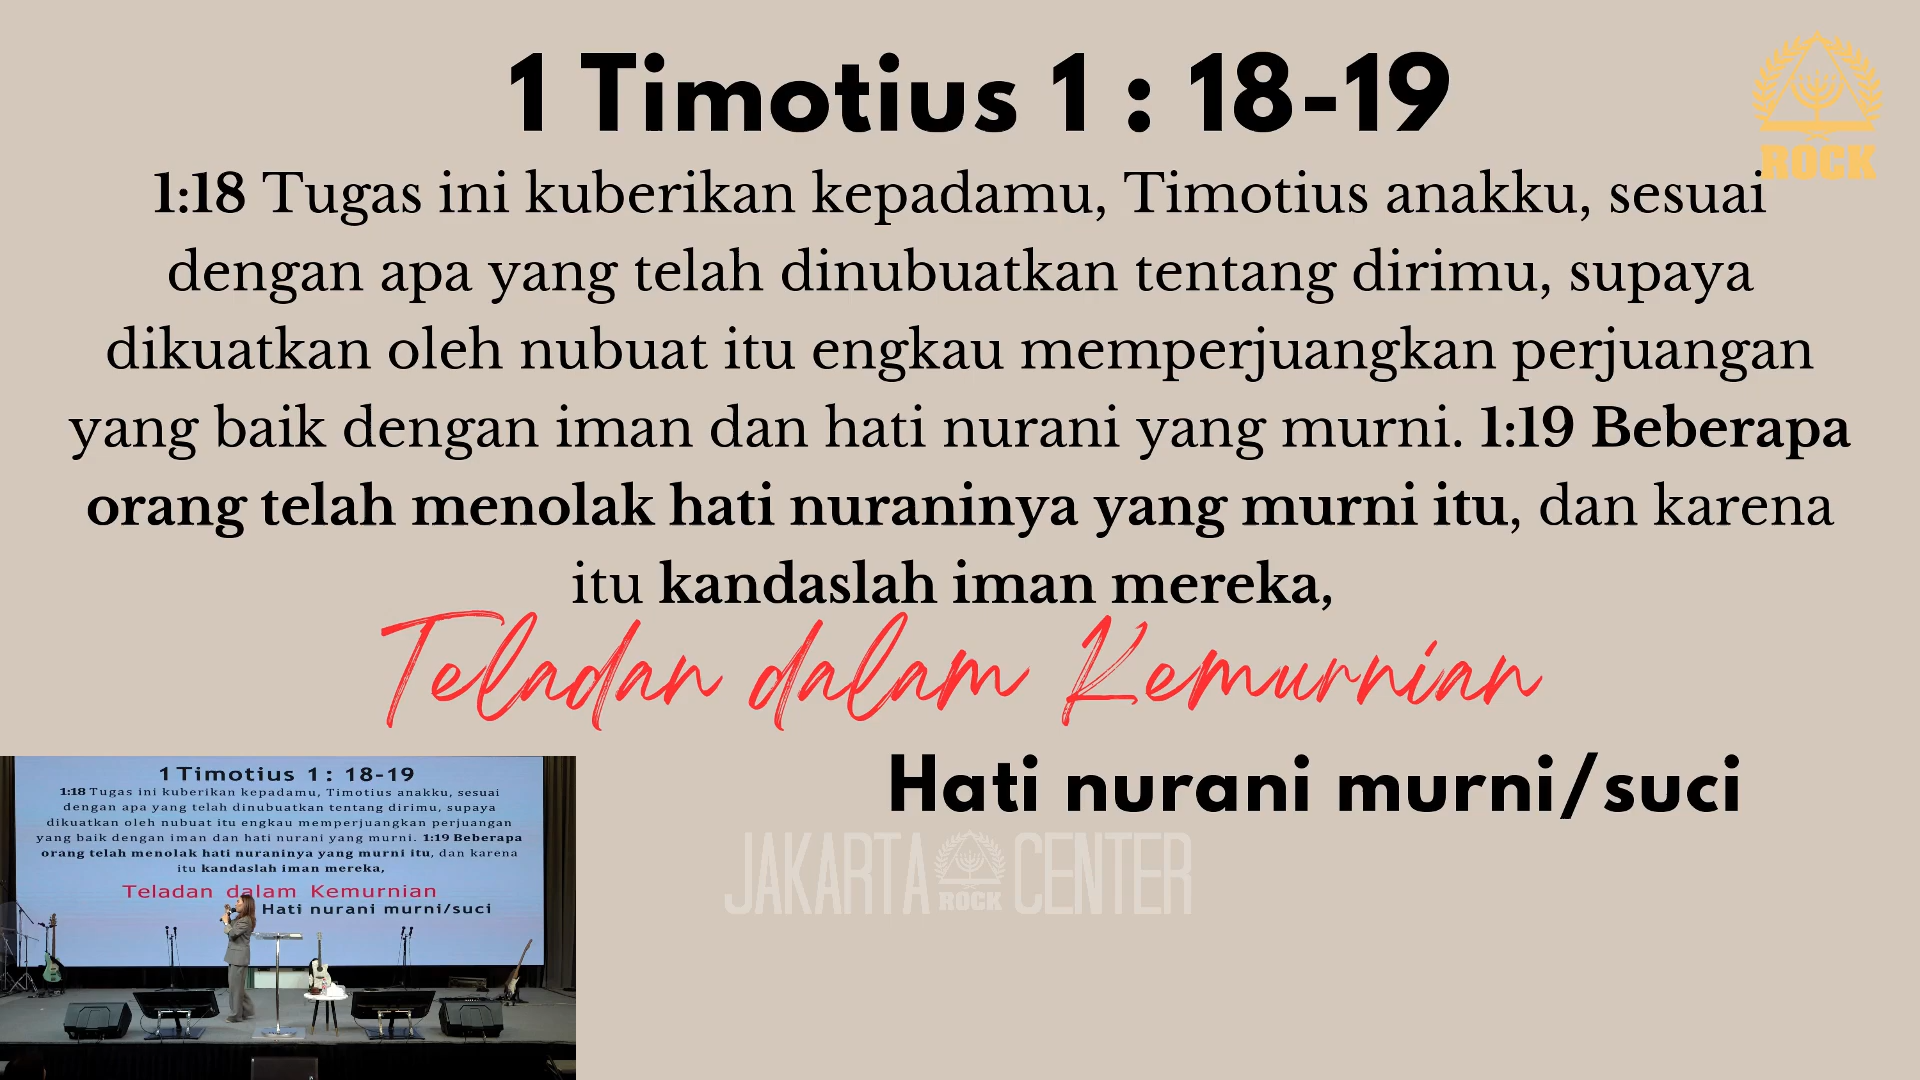 1 Timotius 1 : 18-19
ROCK
1:18 Tugas ini kuberikan kepadamu, Timotius anakku, sesuai
dengan apa yang telah dinubuatkan tentang dirimu, supaya
dikuatkan oleh nubuat itu engkau memperjuangkan perjuangan
yang baik dengan iman dan hati nurani yang murni. 1:19 Beberapa
orang telah menolak hati nuraninya yang murni itu, dan karena
itu kandaslah iman mereka,
Teladan dalam Kemurnian
Hati nurani murni/suci
JAKARTA ROCK CENTER
1 Timotius 1 : 18-19
1:18 Tugas ini kuberikan kepadamu, Timotius anakku, sesuai
dengan apa yang telah dinubuatkan tentang dirimu, supaya
dikuatkan oleh nubuat itu engkau memperjuangkan perjuangan
yang baik dengan iman dan hati nurani yang murni. 1:19 Beberapa
orang telah menolak hati nuraninya yang murni itu, dan karena
itu kandaslah iman mereka,
Teladan dalam Kemurnian
Hati nurani murni/suci